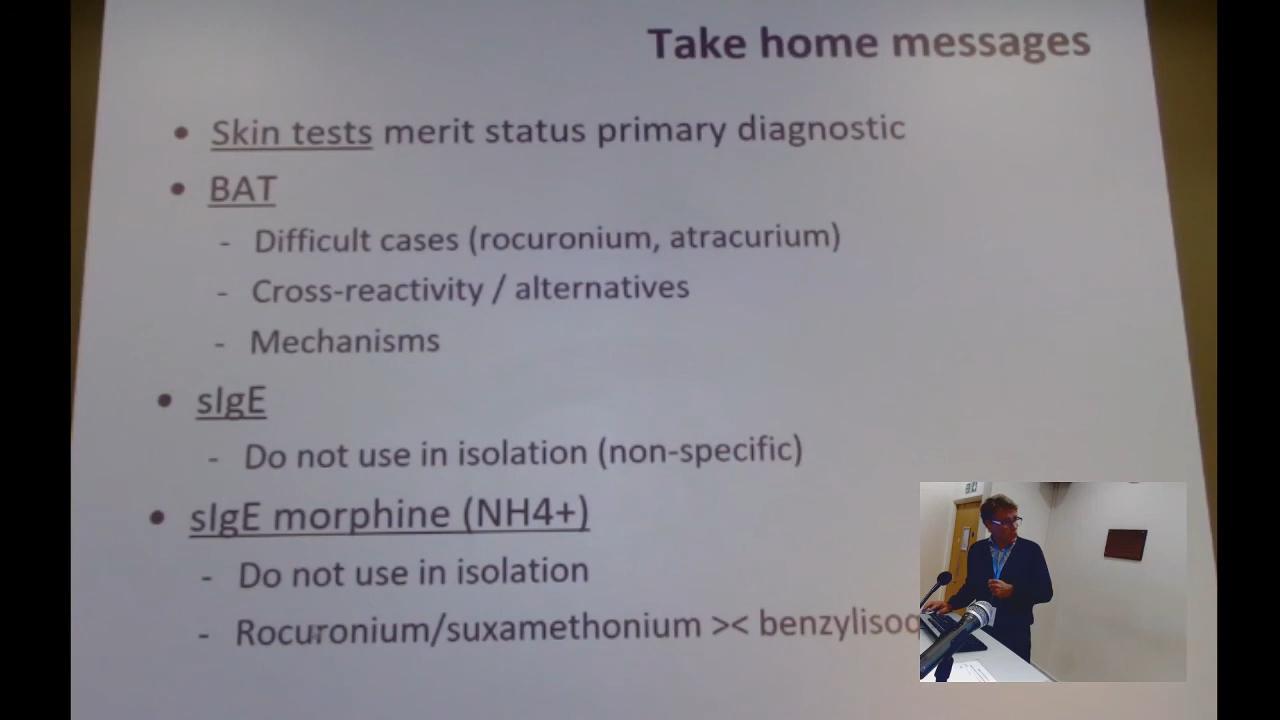 Take home messages
• Skin tests merit status primary diagnostic
• BAT
- Difficult cases (rocuronium, atracurium)
- Cross-reactivity / alternatives
- Mechanisms
• sIgE
- Do not use in isolation (non-specific)
• sIgE morphine (NH4+)
- Do not use in isolation
- Rocuronium/suxamethonium ><